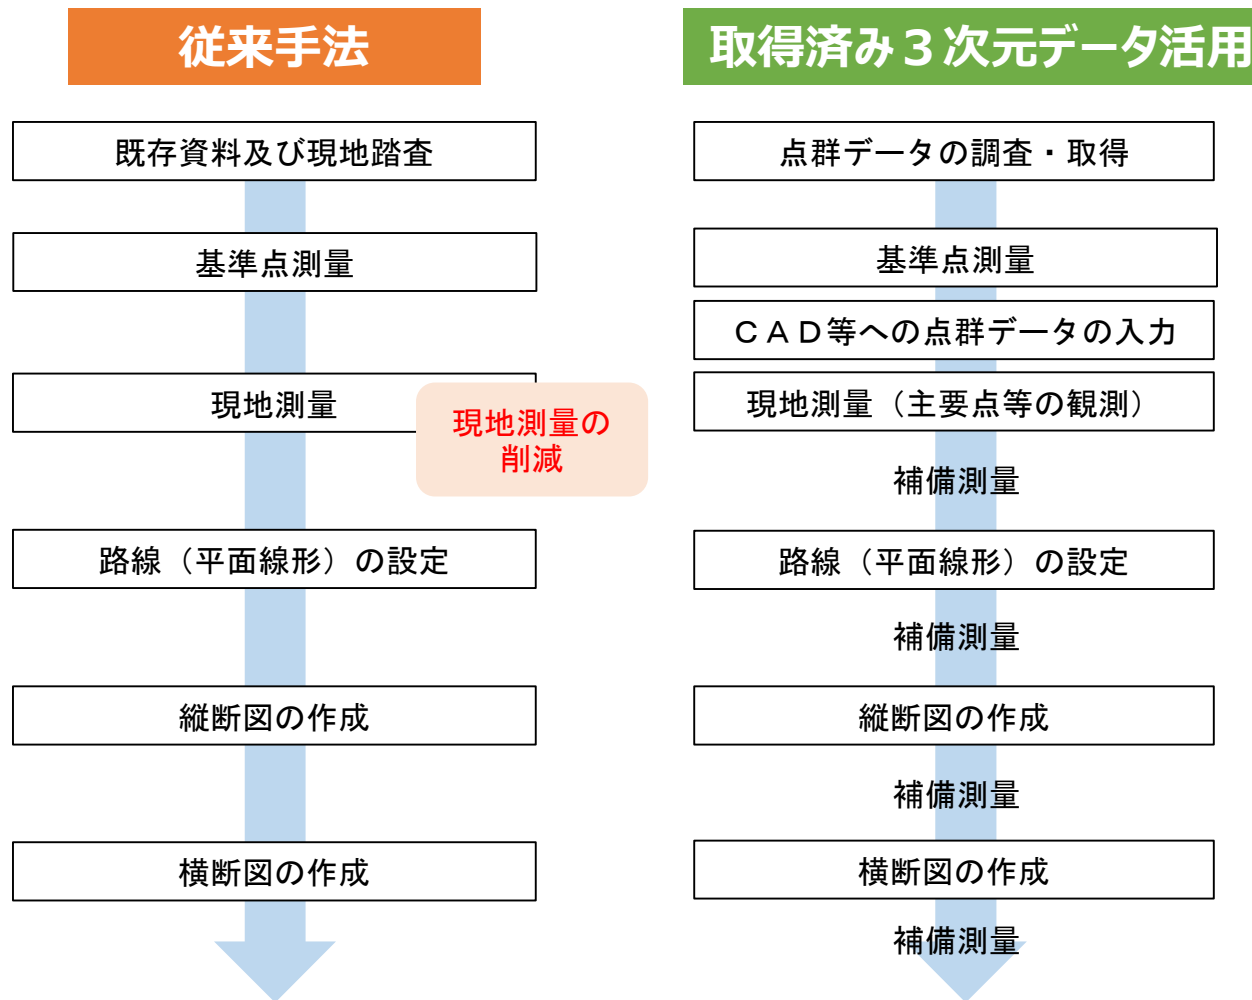 従来手法
既存資料及び現地踏査
基準点測量
現地測量
現地測量の
削減
路線（平面線形）の設定
縦断図の作成
横断図の作成
取得済み３次元データ活用
点群データの調査・取得
基準点測量
ＣＡＤ等への点群データの入力
現地測量（主要点等の観測）
補備測量
路線（平面線形）の設定
補備測量
縦断図の作成
補備測量
横断図の作成
補備測量